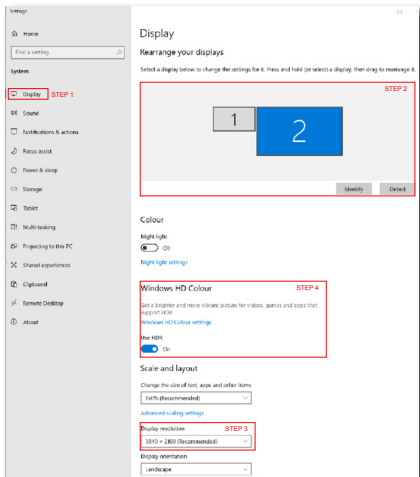 Settings
Home
Find a setting
System
Display STEP 1
Sound
Notifications & actions
Focus assist
Power & sleep
Storage
Tablet
Multi-tasking
Projecting to this PC
Shared experiences
Clipboard
Remote Desktop
About
Display
Rearrange your displays
Select a display below to change the settings for it. Press and hold (or select) a display, then drag to rearrange it.
STEP 2
1 2
Identify Detect
Colour
Night light
Off
Night light settings
Windows HD Colour STEP 4
Get a brighter and more vibrant picture for videos, games and apps that
support HDR.
Windows HD Colour settings
Use HDR
On
Scale and layout
Change the size of text, apps and other items
(Recommended)
Advanced scaling settings
Display resolution STEP 3
3840 × 2160 (Recommended)
Display orientation
Landscape